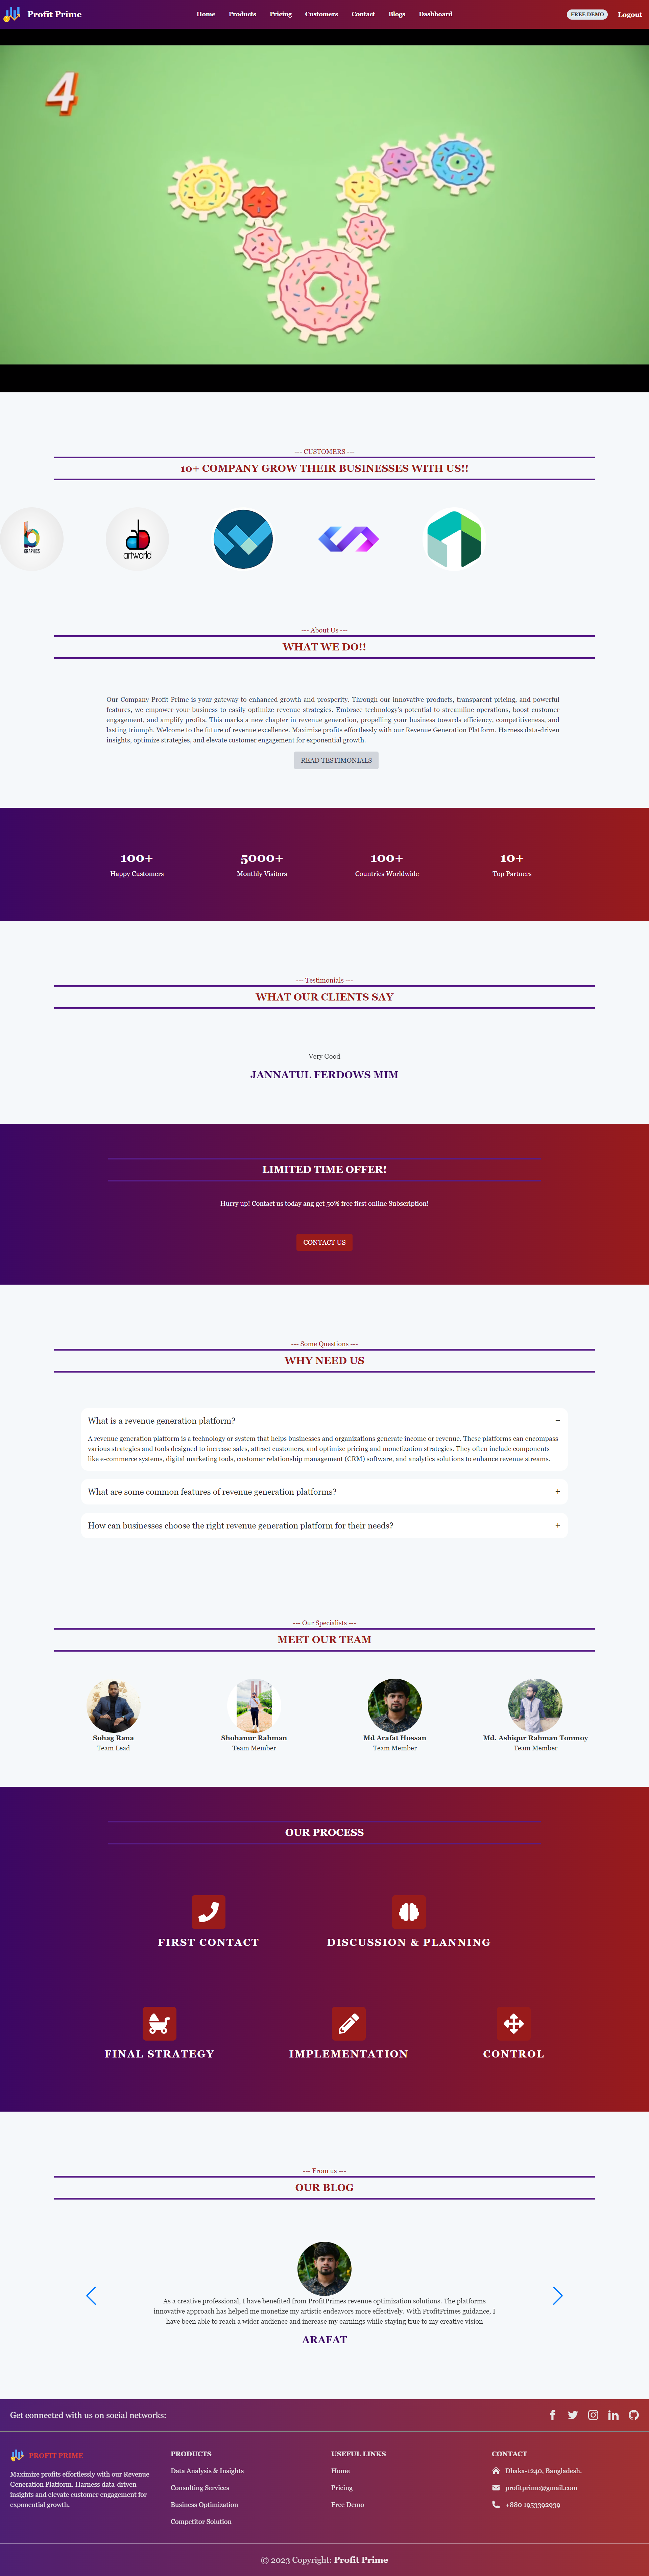 Profit Prime
Home Products Pricing Customers Contact Blogs Dashboard
FREE DEMO Logout
4
--- CUSTOMERS ---
10+ COMPANY GROW THEIR BUSINESSES WITH US!!
b
GRAPHICS
artworld
--- About Us ---
WHAT WE DO!!
Our Company Profit Prime is your gateway to enhanced growth and prosperity. Through our innovative products, transparent pricing, and powerful
features, we empower your business to easily optimize revenue strategies. Embrace technology's potential to streamline operations, boost customer
engagement, and amplify profits. This marks a new chapter in revenue generation, propelling your business towards efficiency, competitiveness, and
lasting triumph. Welcome to the future of revenue excellence. Maximize profits effortlessly with our Revenue Generation Platform. Harness data-driven
insights, optimize strategies, and elevate customer engagement for exponential growth.
READ TESTIMONIALS
100+ 5000+ 100+ 10+
Happy Customers Monthly Visitors Countries Worldwide Top Partners
--- Testimonials ---
WHAT OUR CLIENTS SAY
Very Good
JANNATUL FERDOWS MIM
LIMITED TIME OFFER!
Hurry up! Contact us today ang get 50% free first online Subscription!
CONTACT US
--- Some Questions ---
WHY NEED US
What is a revenue generation platform? −
A revenue generation platform is a technology or system that helps businesses and organizations generate income or revenue. These platforms can encompass
various strategies and tools designed to increase sales, attract customers, and optimize pricing and monetization strategies. They often include components
like e-commerce systems, digital marketing tools, customer relationship management (CRM) software, and analytics solutions to enhance revenue streams.
What are some common features of revenue generation platforms? +
How can businesses choose the right revenue generation platform for their needs? +
--- Our Specialists ---
MEET OUR TEAM
Sohag Rana Shohanur Rahman Md Arafat Hossan Md. Ashiqur Rahman Tonmoy
Team Lead Team Member Team Member Team Member
OUR PROCESS
FIRST CONTACT DISCUSSION & PLANNING
FINAL STRATEGY IMPLEMENTATION CONTROL
--- From us ---
OUR BLOG
As a creative professional, I have benefited from ProfitPrimes revenue optimization solutions. The platforms
innovative approach has helped me monetize my artistic endeavors more effectively. With ProfitPrimes guidance, I
have been able to reach a wider audience and increase my earnings while staying true to my creative vision
ARAFAT
Get connected with us on social networks:
PROFIT PRIME
Maximize profits effortlessly with our Revenue
Generation Platform. Harness data-driven
insights and elevate customer engagement for
exponential growth.
PRODUCTS
Data Analysis & Insights
Consulting Services
Business Optimization
Competitor Solution
USEFUL LINKS
Home
Pricing
Free Demo
CONTACT
Dhaka-1240, Bangladesh.
profitprime@gmail.com
+880 1953392939
© 2023 Copyright: Profit Prime